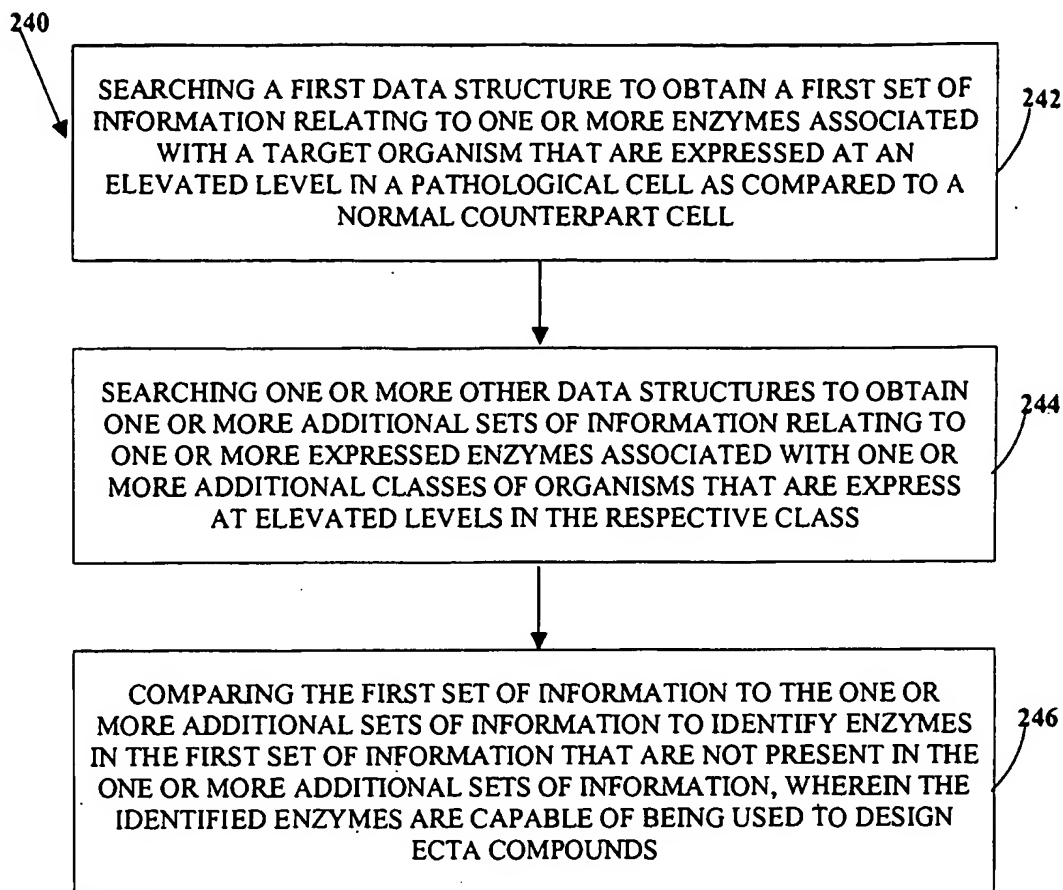 240
SEARCHING A FIRST DATA STRUCTURE TO OBTAIN A FIRST SET OF
INFORMATION RELATING TO ONE OR MORE ENZYMES ASSOCIATED
WITH A TARGET ORGANISM THAT ARE EXPRESSED AT AN
ELEVATED LEVEL IN A PATHOLOGICAL CELL AS COMPARED TO A
NORMAL COUNTERPART CELL
242
SEARCHING ONE OR MORE OTHER DATA STRUCTURES TO OBTAIN
ONE OR MORE ADDITIONAL SETS OF INFORMATION RELATING TO
ONE OR MORE EXPRESSED ENZYMES ASSOCIATED WITH ONE OR
MORE ADDITIONAL CLASSES OF ORGANISMS THAT ARE EXPRESS
AT ELEVATED LEVELS IN THE RESPECTIVE CLASS
244
COMPARING THE FIRST SET OF INFORMATION TO THE ONE OR
MORE ADDITIONAL SETS OF INFORMATION TO IDENTIFY ENZYMES
IN THE FIRST SET OF INFORMATION THAT ARE NOT PRESENT IN THE
ONE OR MORE ADDITIONAL SETS OF INFORMATION, WHEREIN THE
IDENTIFIED ENZYMES ARE CAPABLE OF BEING USED TO DESIGN
ECTA COMPOUNDS
246